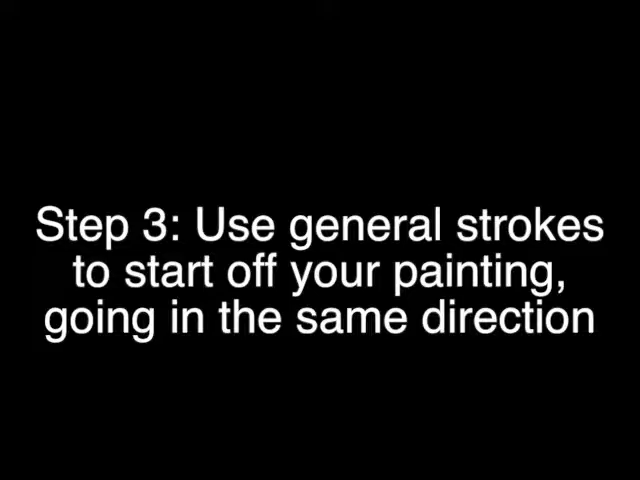 Step 3: Use general strokes
to start off your painting,
going in the same direction